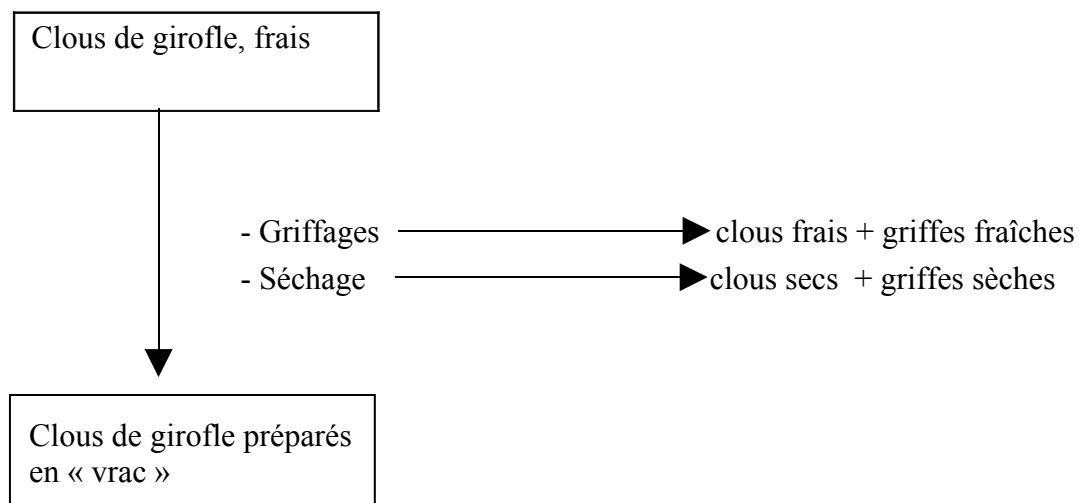 Clous de girofle, frais
- Griffages clous frais + griffes fraîches
- Séchage clous secs + griffes sèches
Clous de girofle préparés
en « vrac »